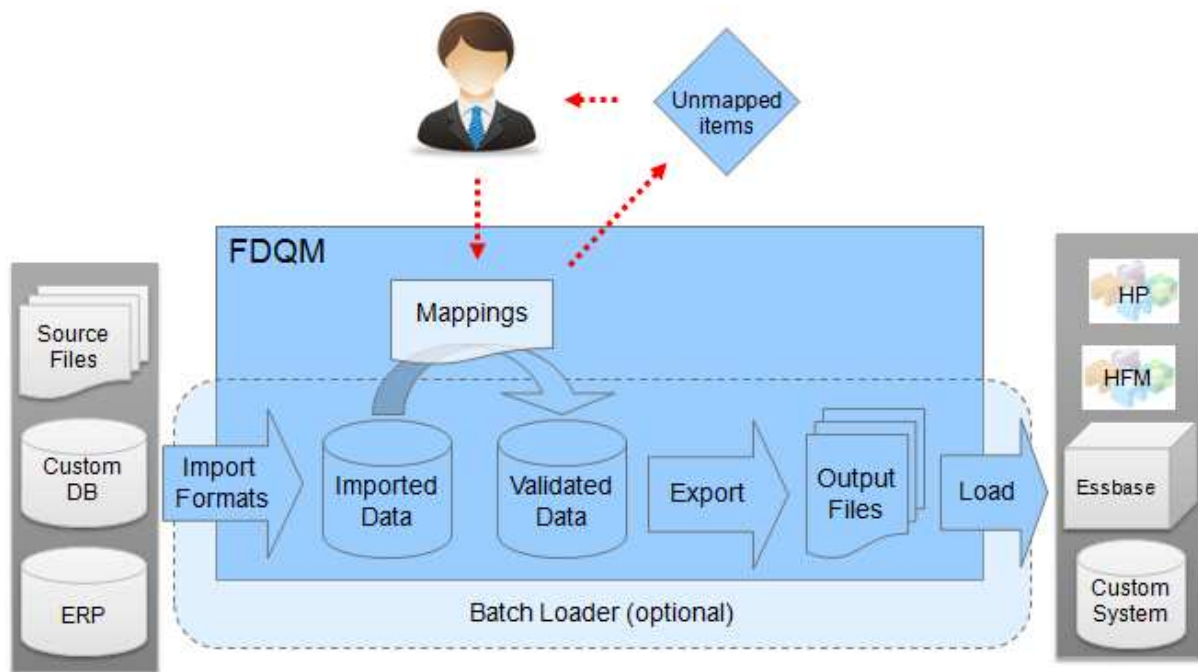 Unmapped
items
FDQM
Mappings
Source
Files
Custom
DB
ERP
Import
Formats
Imported
Data
Validated
Data
Export
Output
Files
Load
HP
HFM
Essbase
Custom
System
Batch Loader (optional)